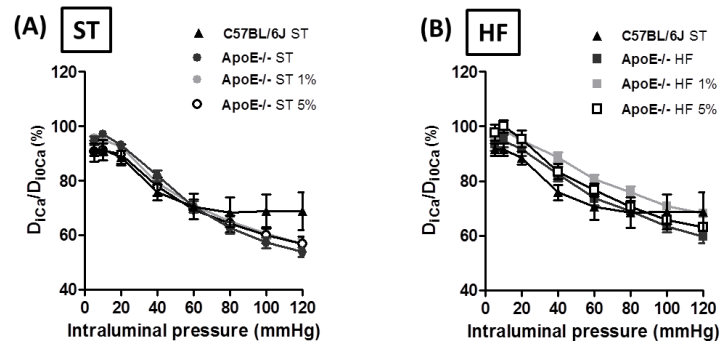 (A) ST
C57BL/6J ST
ApoE-/- ST
ApoE-/- ST 1%
ApoE-/- ST 5%
DiCa/Di0Ca (%)
120
100
80
60
40
0 20 40 60 80 100 120
Intraluminal pressure (mmHg)
(B) HF
C57BL/6J ST
ApoE-/- HF
ApoE-/- HF 1%
ApoE-/- HF 5%
DiCa/Di0Ca (%)
120
100
80
60
40
0 20 40 60 80 100 120
Intraluminal pressure (mmHg)